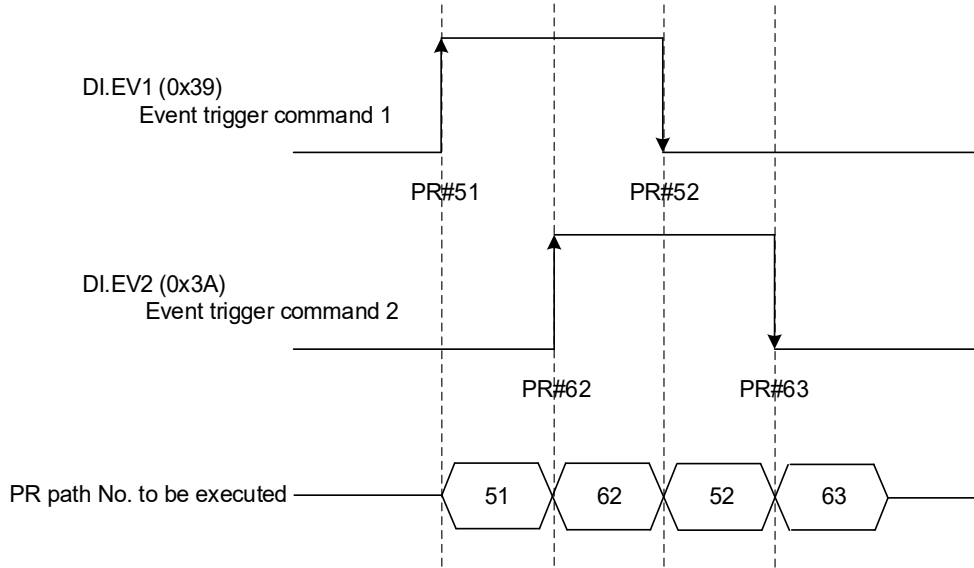 DI.EV1 (0x39)
Event trigger command 1
PR#51
PR#52
DI.EV2 (0x3A)
Event trigger command 2
PR#62
PR#63
PR path No. to be executed
51
62
52
63